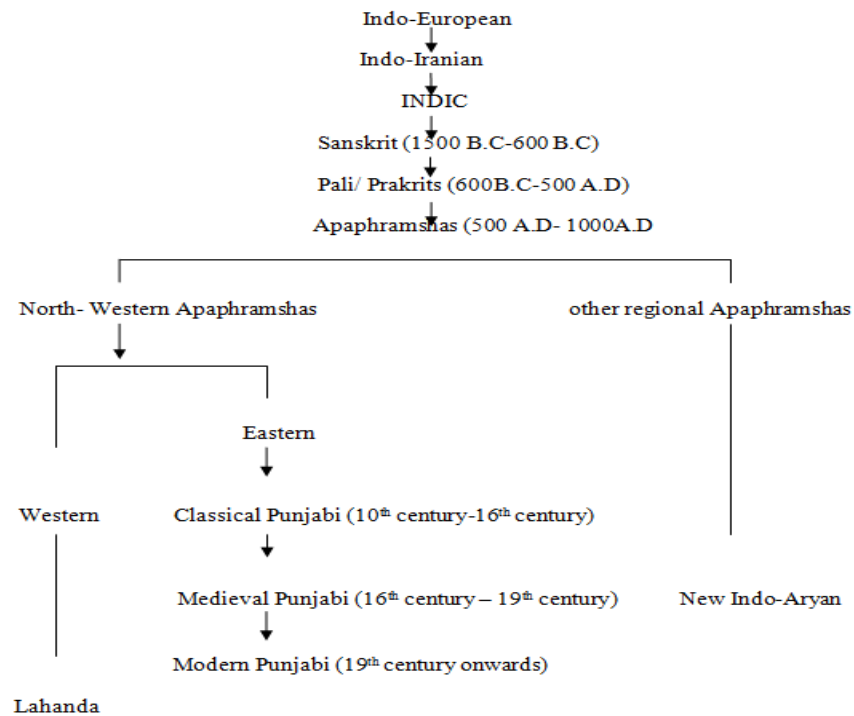 Indo-European
Indo-Iranian
INDIC
Sanskrit (1500 B.C-600 B.C)
Pali/ Prakrits (600B.C-500 A.D)
Apaphramshas (500 A.D- 1000A.D
North- Western Apaphramshas
other regional Apaphramshas
Eastern
Western
Classical Punjabi (10th century-16th century)
Medieval Punjabi (16th century – 19th century)
New Indo-Aryan
Modern Punjabi (19th century onwards)
Lahanda